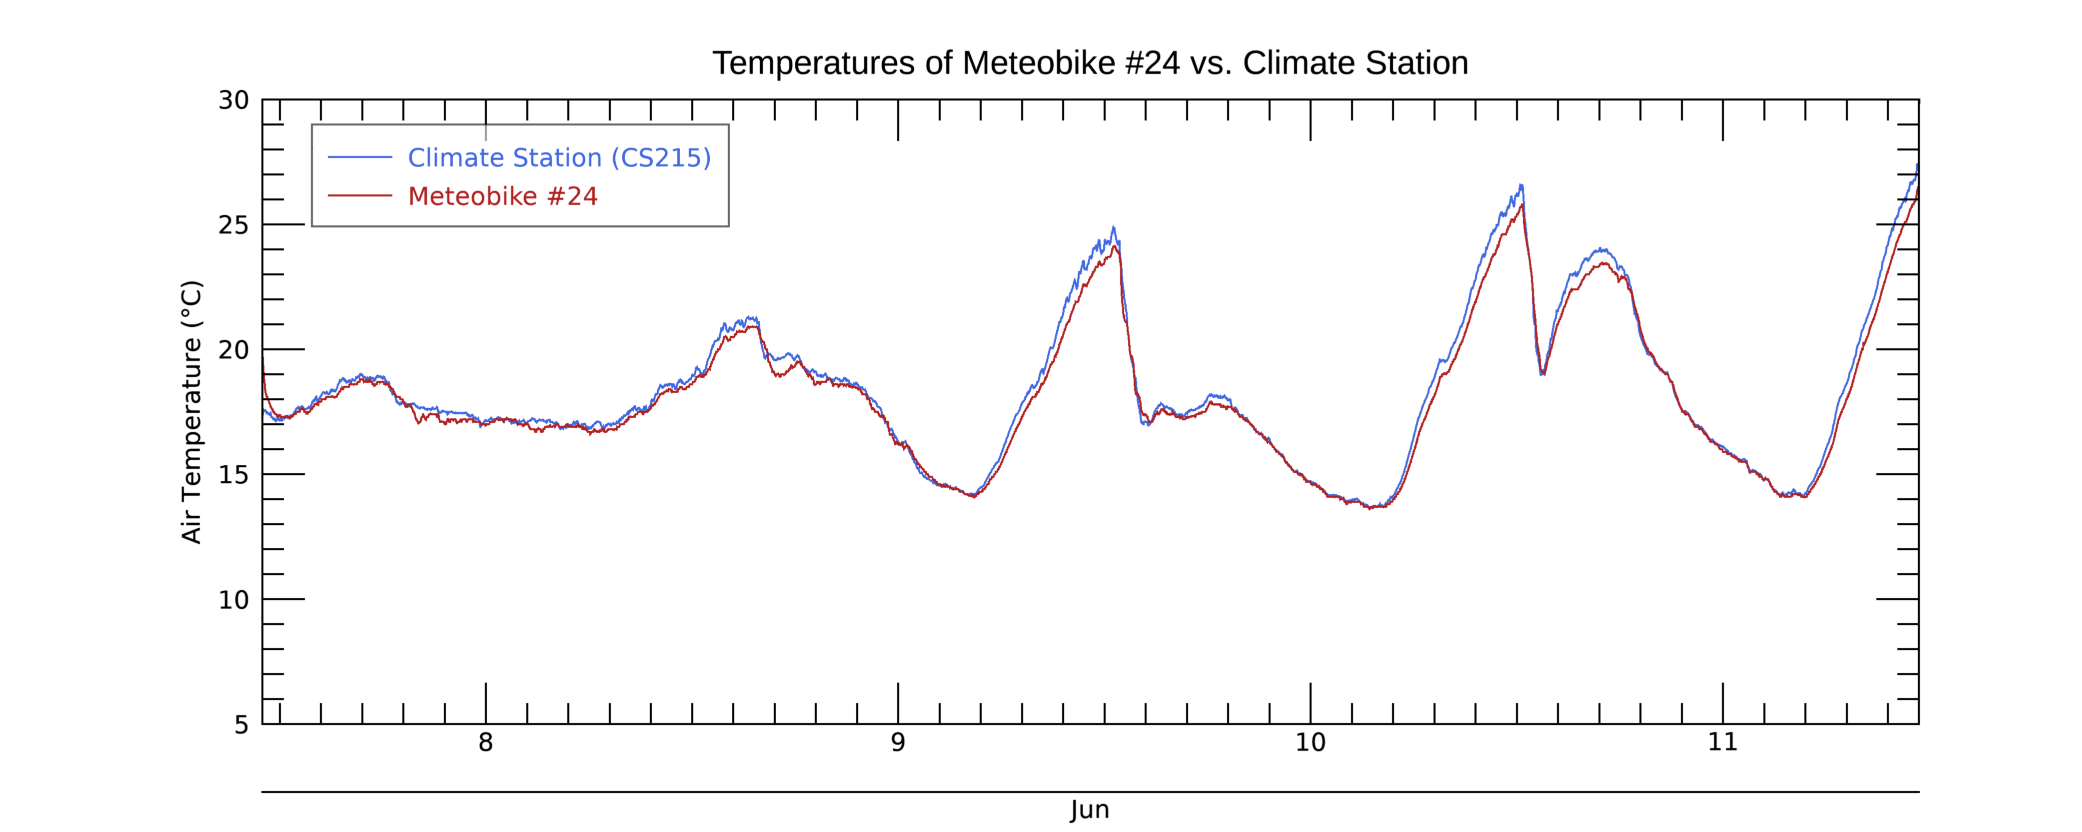 Temperatures of Meteobike #24 vs. Climate Station
30
25
20
15
10
5
Air Temperature (°C)
Climate Station (CS215)
Meteobike #24
8 9 10 11
Jun